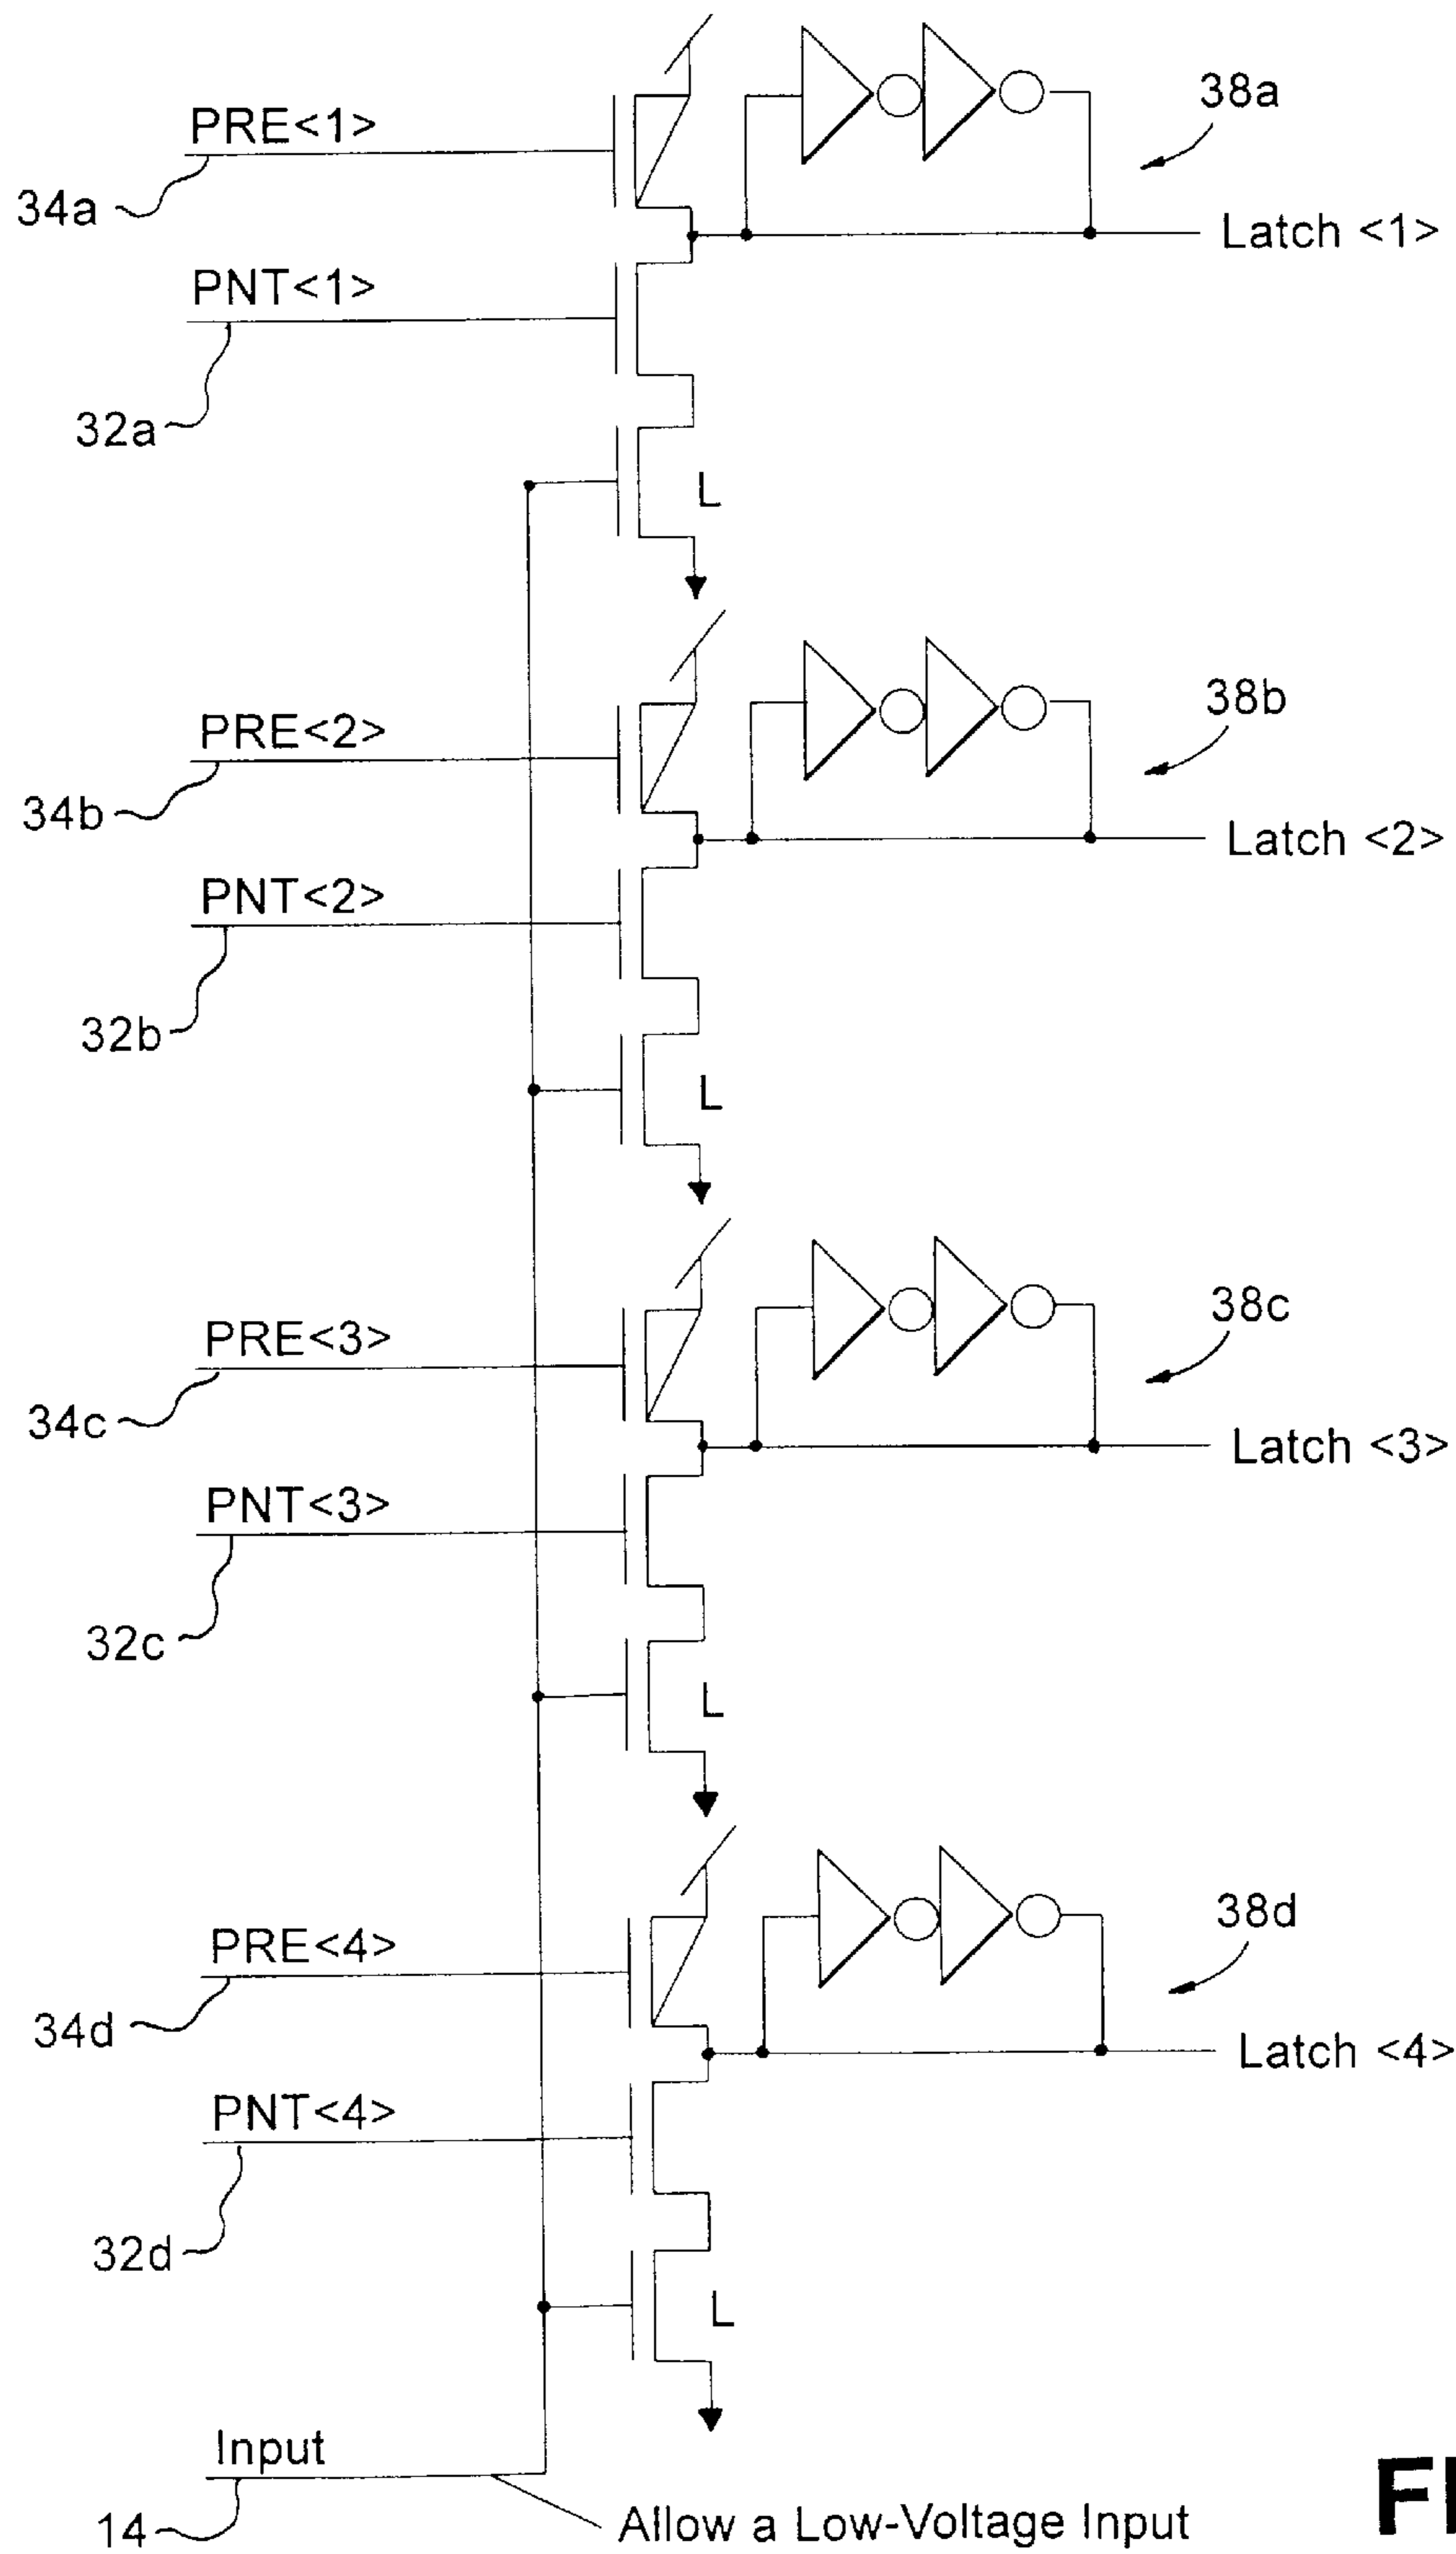 PRE<1>
38a
34a
Latch <1>
PNT<1>
32a
L
PRE<2>
38b
34b
Latch <2>
PNT<2>
32b
L
PRE<3>
38c
34c
Latch <3>
PNT<3>
32c
L
PRE<4>
38d
34d
Latch <4>
PNT<4>
32d
L
Input
14
Allow a Low-Voltage Input